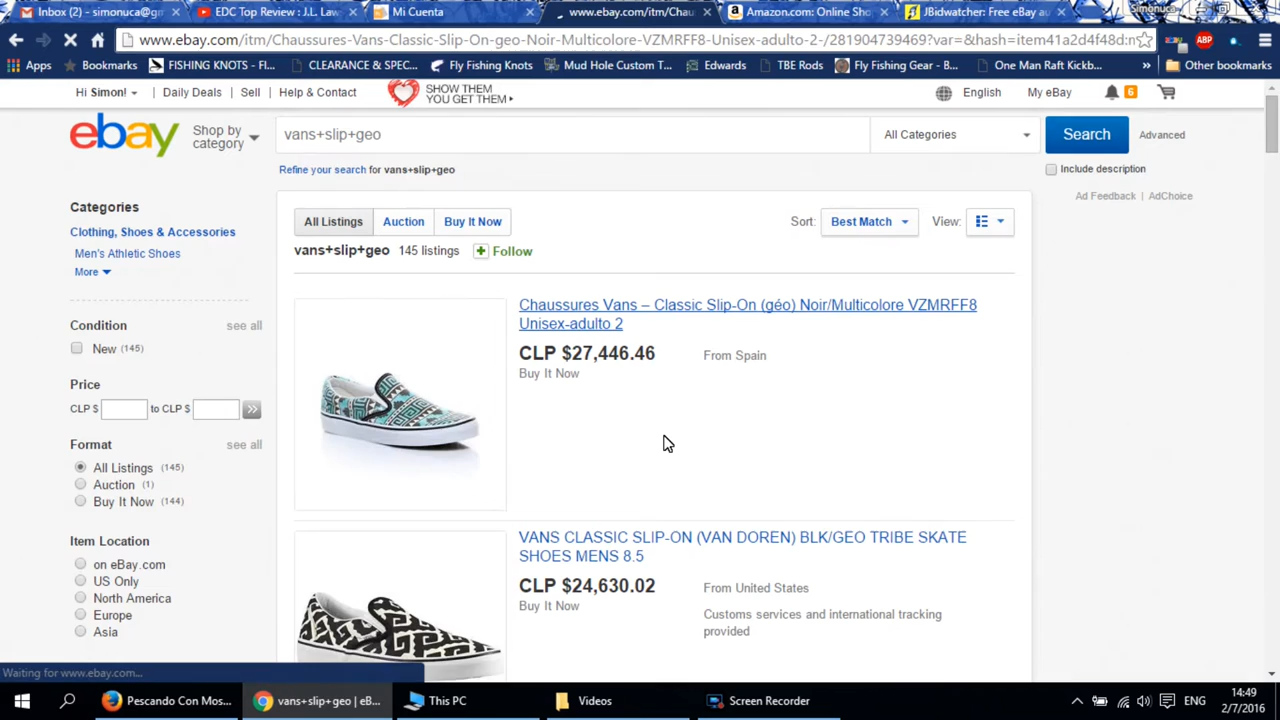 Inbox (2) - simonuca@gm
EDC Top Review : J.L. Law
Mi Cuenta
www.ebay.com/itm/Chau
Amazon.com: Online Sho
JBidwatcher: Free eBay au
Simonuca
www.ebay.com/itm/Chaussures-Vans-Classic-Slip-On-geo-Noir-Multicolore-VZMRFF8-Unisex-adulto-2-/281904739469?var=&hash=item41a2d4f48d:m
ABP
Apps
Bookmarks
FISHING KNOTS - Fl...
CLEARANCE & SPEC...
Fly Fishing Knots
Mud Hole Custom T...
Edwards
TBE Rods
Fly Fishing Gear - B...
One Man Raft Kickb...
»
Other bookmarks
Hi Simon!
Daily Deals
Sell
Help & Contact
SHOW THEM
YOU GET THEM
English
My eBay
6
ebay
Shop by
category
vans+slip+geo
All Categories
Search
Advanced
Refine your search for vans+slip+geo
Include description
Ad Feedback | AdChoice
Categories
Clothing, Shoes & Accessories
Men's Athletic Shoes
More
Condition
see all
New (145)
Price
CLP $
to CLP $
»
Format
see all
All Listings (145)
Auction (1)
Buy It Now (144)
Item Location
on eBay.com
US Only
North America
Europe
Asia
All Listings
Auction
Buy It Now
Sort:
Best Match
View:
vans+slip+geo 145 listings
+ Follow
Chaussures Vans – Classic Slip-On (géo) Noir/Multicolore VZMRFF8
Unisex-adulto 2
CLP $27,446.46
From Spain
Buy It Now
VANS CLASSIC SLIP-ON (VAN DOREN) BLK/GEO TRIBE SKATE
SHOES MENS 8.5
CLP $24,630.02
From United States
Buy It Now
Customs services and international tracking
provided
Waiting for www.ebay.com...
Pescando Con Mos...
vans+slip+geo | eB...
This PC
Videos
Screen Recorder
ENG
14:49
2/7/2016